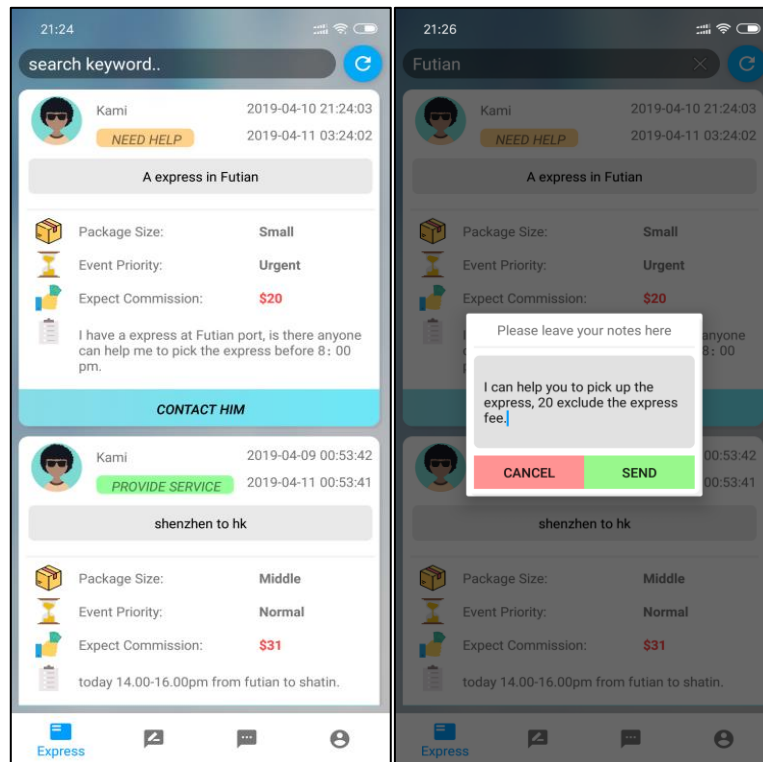 21:24
search keyword..
Kami
2019-04-10 21:24:03
NEED HELP
2019-04-11 03:24:02
A express in Futian
Package Size:
Small
Event Priority:
Urgent
Expect Commission:
$20
I have a express at Futian port, is there anyone
can help me to pick the express before 8:00
pm.
CONTACT HIM
Kami
2019-04-09 00:53:42
PROVIDE SERVICE
2019-04-11 00:53:41
shenzhen to hk
Package Size:
Middle
Event Priority:
Normal
Expect Commission:
$31
today 14.00-16.00pm from futian to shatin.
Express
21:26
Futian
Kami
2019-04-10 21:24:03
NEED HELP
2019-04-11 03:24:02
A express in Futian
Package Size:
Small
Event Priority:
Urgent
Expect Commission:
$20
anyone
8:00
Please leave your notes here
I can help you to pick up the
express, 20 exclude the express
fee.
CANCEL
SEND
00:53:42
00:53:41
shenzhen to hk
Package Size:
Middle
Event Priority:
Normal
Expect Commission:
$31
today 14.00-16.00pm from futian to shatin.
Express